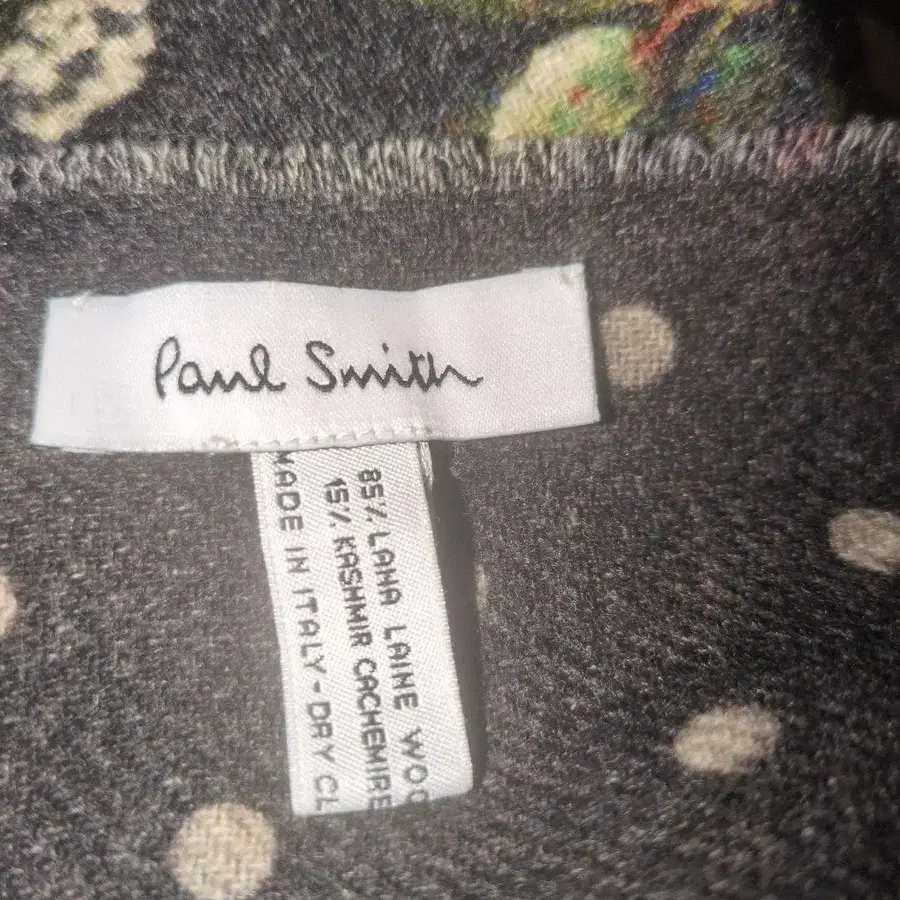 Paul Smith
85% LANA LAINE WOO
15% KASHMIR CACHEMIRE
MADE IN ITALY-DRY CL